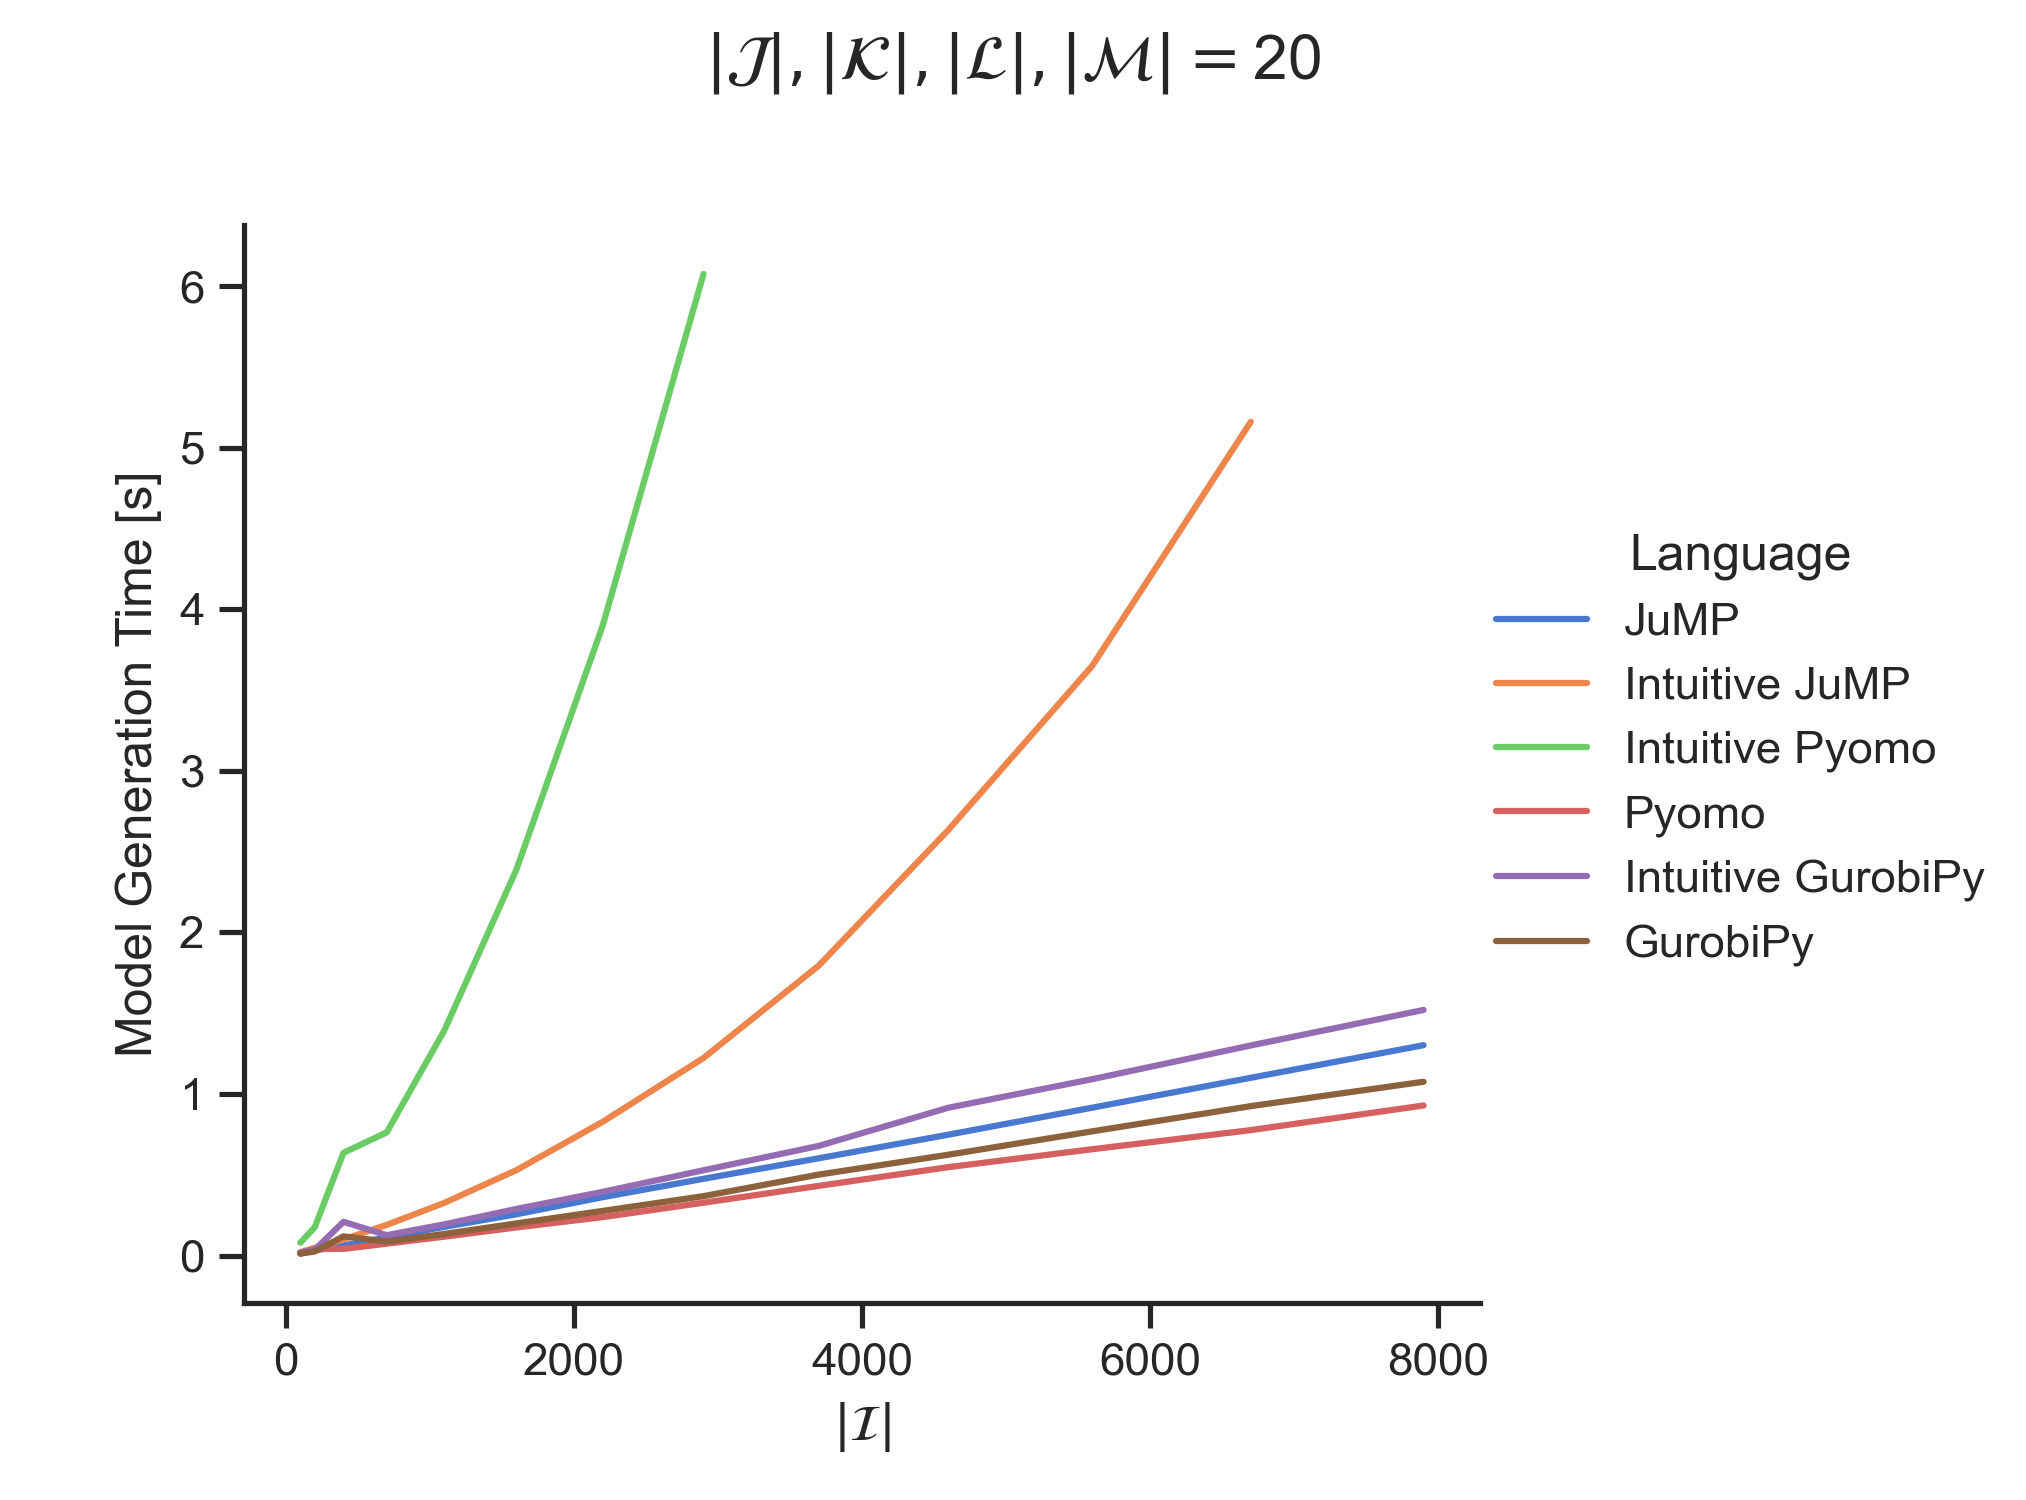 |𝒥|, |𝒦|, |ℒ|, |ℳ| = 20
Model Generation Time [s]
6
5
4
3
2
1
0
0 2000 4000 6000 8000
|ℐ|
Language
JuMP
Intuitive JuMP
Intuitive Pyomo
Pyomo
Intuitive GurobiPy
GurobiPy